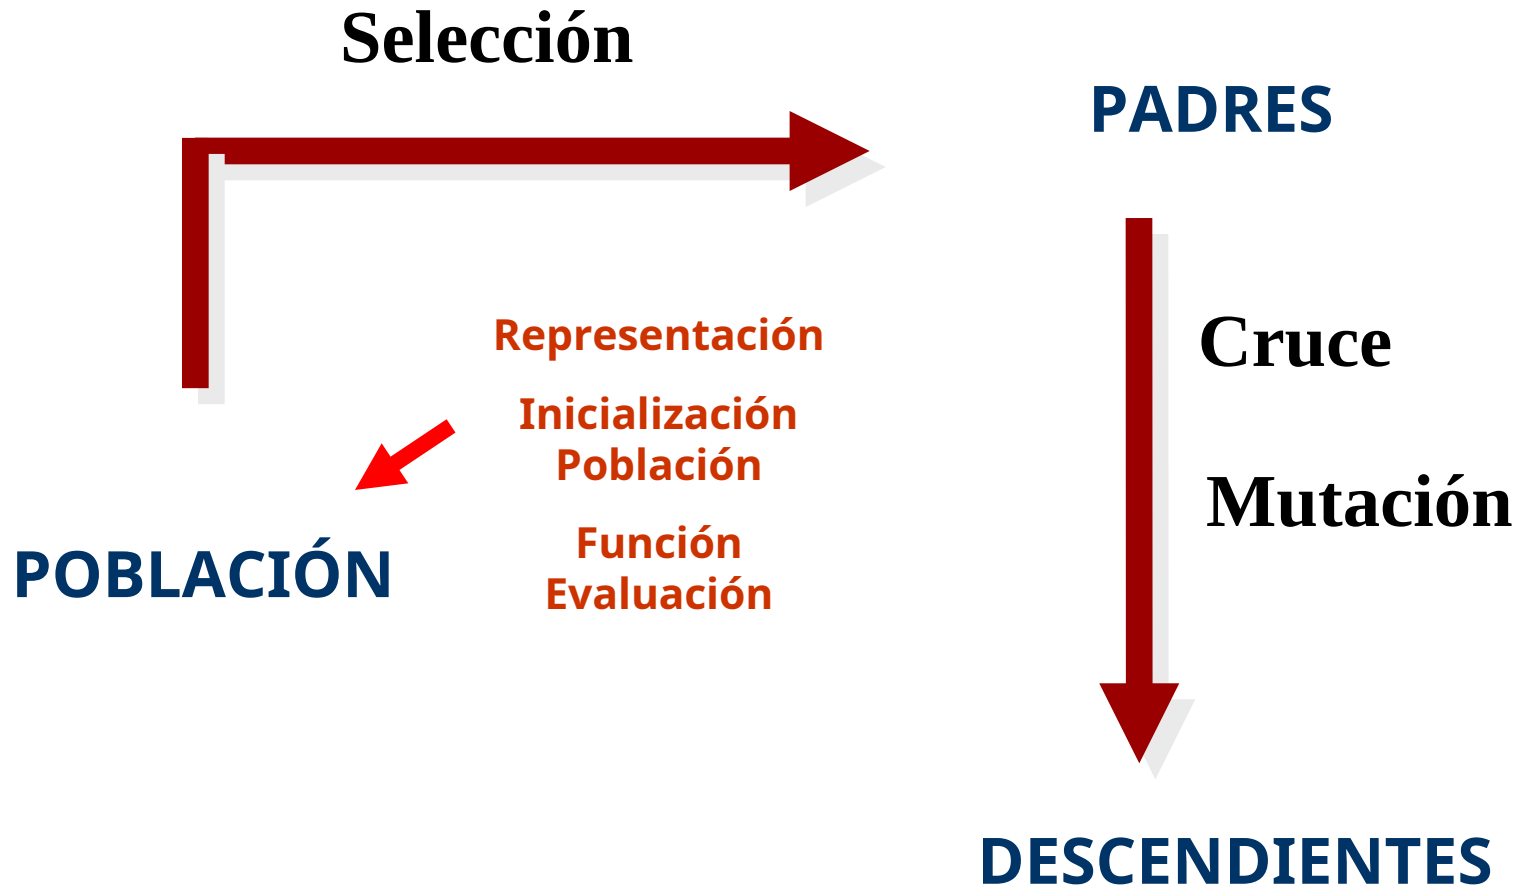 Selección
PADRES
Representación
Cruce
Inicialización
Población
Mutación
POBLACIÓN
Función
Evaluación
DESCENDIENTES